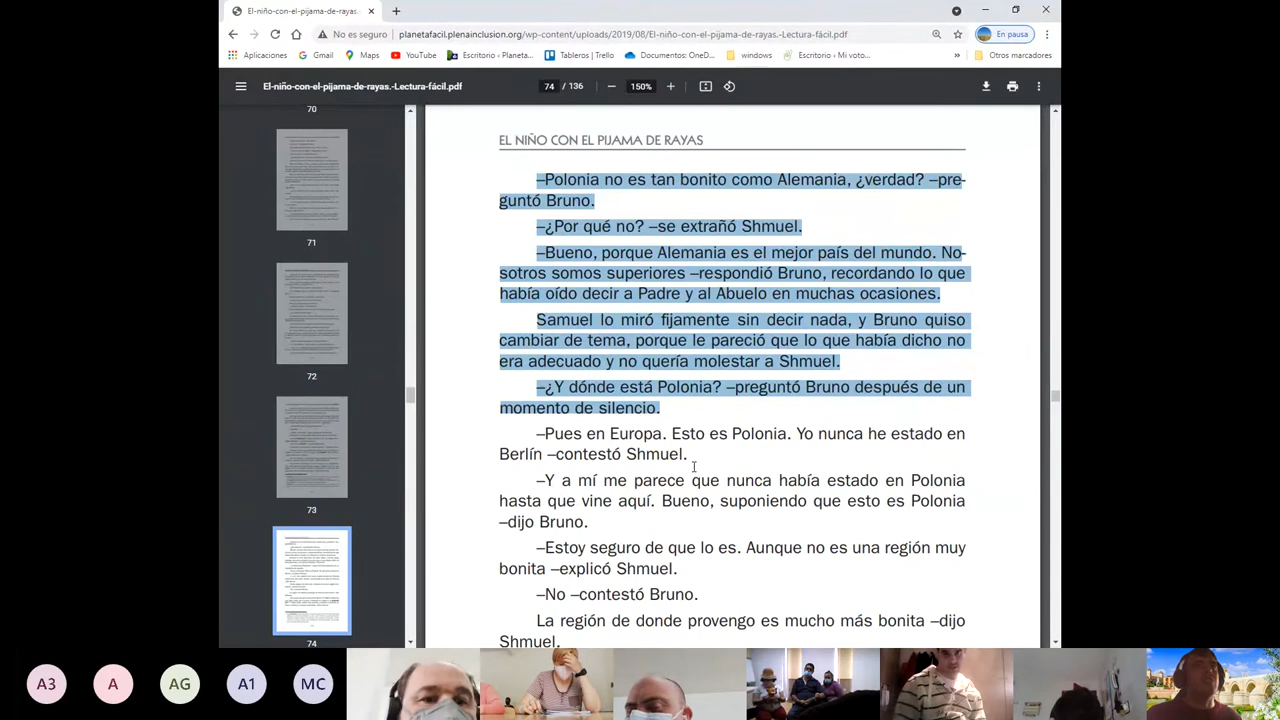 El-niño-con-el-pijama-de-rayas.-L
No es seguro
planetafacil.plenainclusion.org/wp-content/uploads/2019/08/El-niño-con-el-pijama-de-rayas.-Lectura-fácil.pdf
En pausa
Aplicaciones
Gmail
Maps
YouTube
Escritorio < Planeta...
Tableros | Trello
Documentos: OneD...
windows
Escritorio ‹ Mi voto...
»
Otros marcadores
El-niño-con-el-pijama-de-rayas.-Lectura-fácil.pdf
74 / 136
150%
70
71
72
73
74
EL NIÑO CON EL PIJAMA DE RAYAS
–Polonia no es tan bonita como Alemania, ¿verdad? –pre-
guntó Bruno.
–¿Por qué no? –se extrañó Shmuel.
–Bueno, porque Alemania es el mejor país del mundo. No-
sotros somos superiores –respondió Bruno, recordando lo que
había oído decir a Padre y al Abuelo en muchas ocasiones.
Shmuel lo miró fijamente sin decir nada, y Bruno quiso
cambiar de tema, porque le pareció que lo que había dicho no
era adecuado y no quería molestar a Shmuel.
–¿Y dónde está Polonia? –preguntó Bruno después de un
momento de silencio.
–Pues en Europa. Esto es Polonia. Yo nunca he estado en
Berlín –contestó Shmuel.
–Y a mí me parece que nunca había estado en Polonia
hasta que vine aquí. Bueno, suponiendo que esto es Polonia
–dijo Bruno.
–Estoy seguro de que lo es. Aunque no es una región muy
bonita –explicó Shmuel.
–No –contestó Bruno.
La región de donde provengo es mucho más bonita –dijo
Shmuel.
A3
A
AG
A1
MC